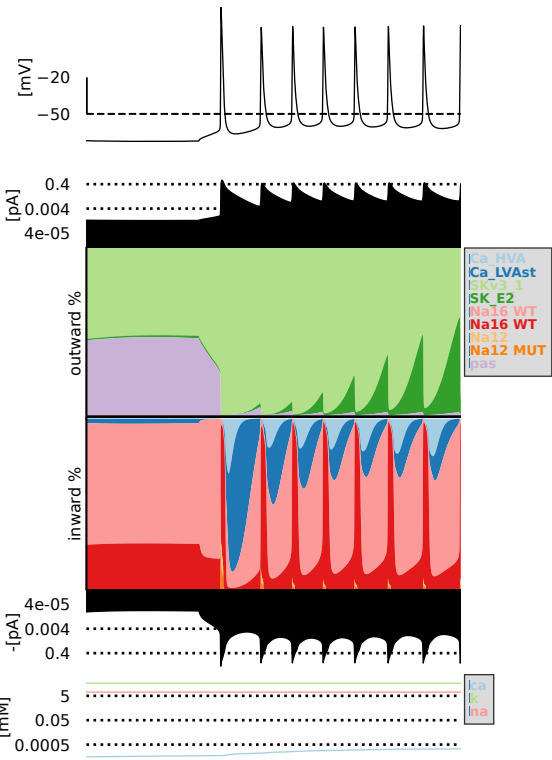 [mV]
−20
−50
[pA]
0.4
0.004
4e-05
outward %
Ca_HVA
Ca_LVAst
SKv3_1
SK_E2
Na16 WT
Na16 WT
Na12
Na12 MUT
pas
inward %
-[pA]
4e-05
0.004
0.4
[mM]
5
0.05
0.0005
ca
k
na